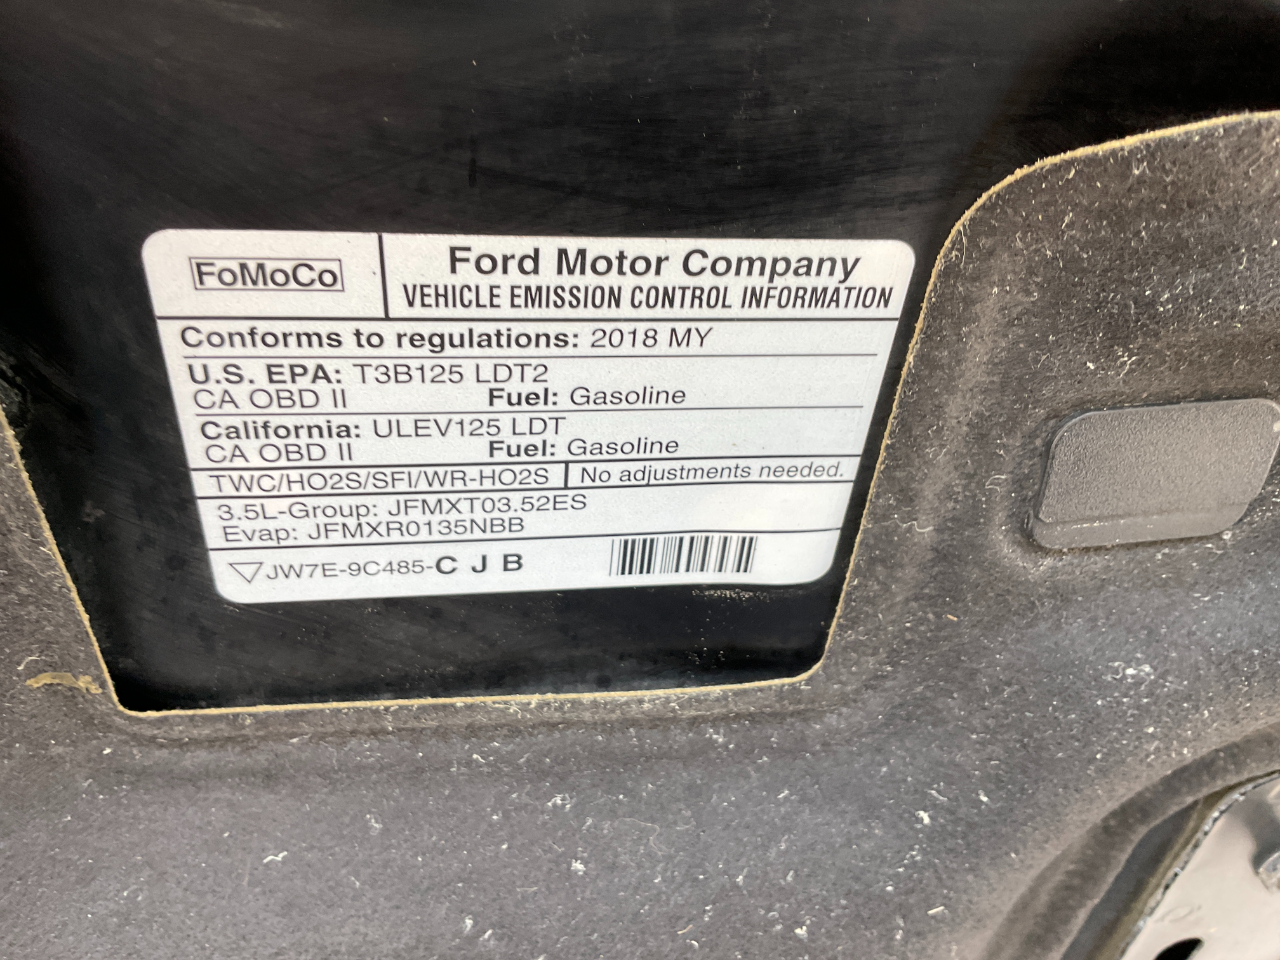 FoMoCo
Ford Motor Company
VEHICLE EMISSION CONTROL INFORMATION
Conforms to regulations: 2018 MY
U.S. EPA: T3B125 LDT2
CA OBD II Fuel: Gasoline
California: ULEV125 LDT
CA OBD II Fuel: Gasoline
TWC/HO2S/SFI/WR-HO2S No adjustments needed.
3.5L-Group: JFMXT03.52ES
Evap: JFMXR0135NBB
JW7E-9C485-C J B